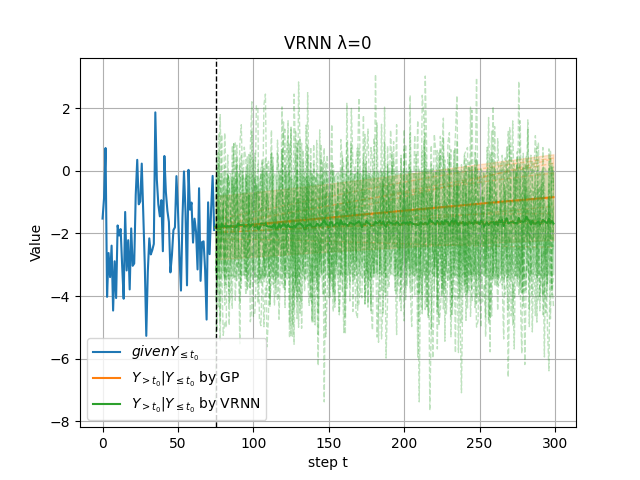 VRNN λ=0
Value
2
0
−2
−4
−6
−8
givenY≤t₀
Y>t₀|Y≤t₀ by GP
Y>t₀|Y≤t₀ by VRNN
0 50 100 150 200 250 300
step t